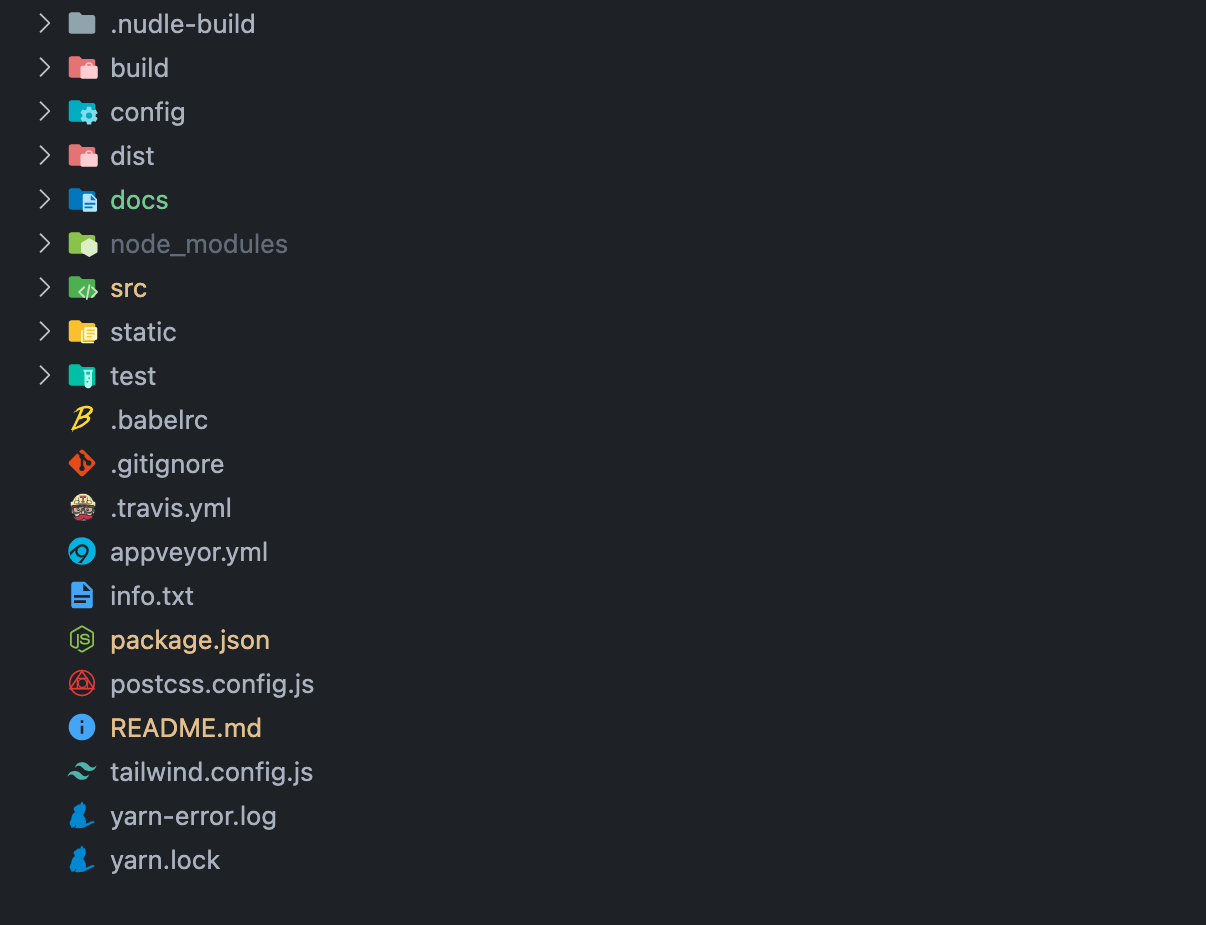 .nudle-build
build
config
dist
docs
node_modules
src
static
test
.babelrc
.gitignore
.travis.yml
appveyor.yml
info.txt
package.json
postcss.config.js
README.md
tailwind.config.js
yarn-error.log
yarn.lock